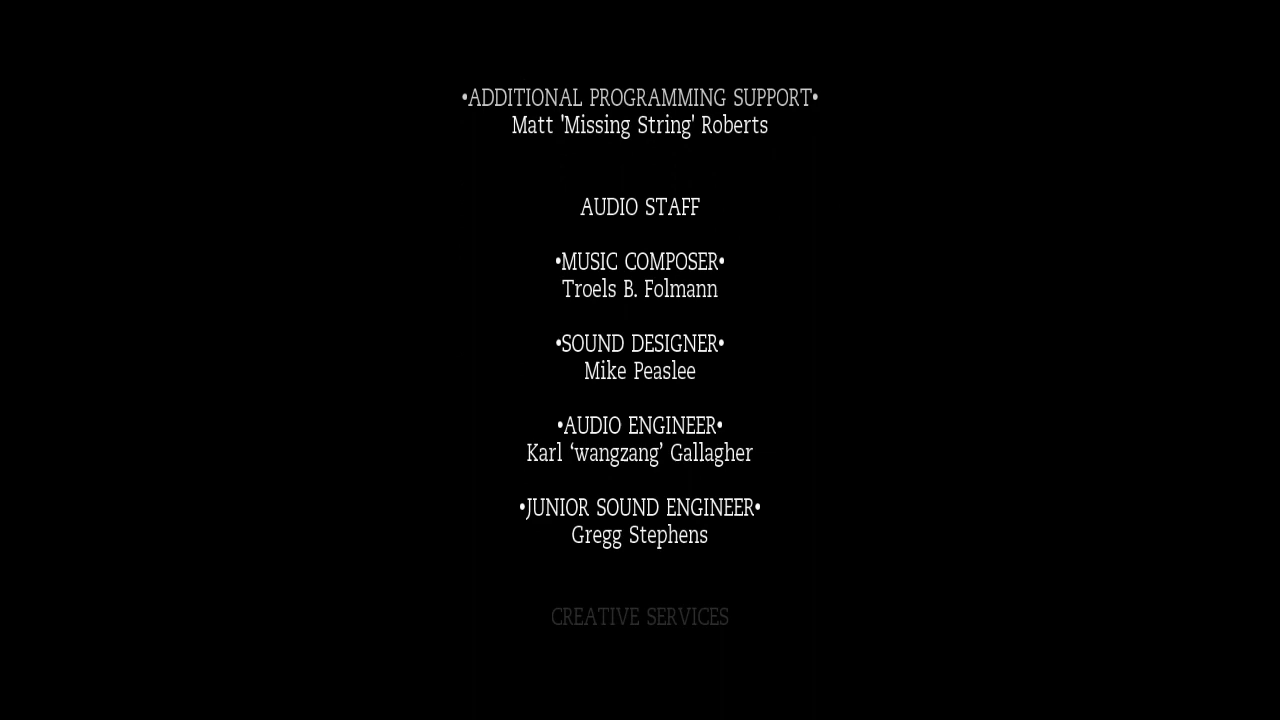 •ADDITIONAL PROGRAMMING SUPPORT•
Matt 'Missing String' Roberts
AUDIO STAFF
•MUSIC COMPOSER•
Troels B. Folmann
•SOUND DESIGNER•
Mike Peaslee
•AUDIO ENGINEER•
Karl ‘wangzang’ Gallagher
•JUNIOR SOUND ENGINEER•
Gregg Stephens
CREATIVE SERVICES